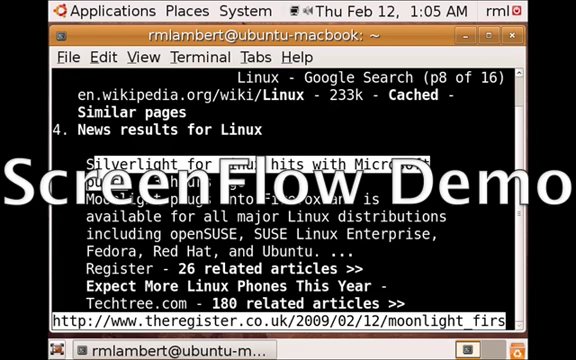 Applications Places System Thu Feb 12, 1:05 AM rml
rmlambert@ubuntu-macbook: ~
File Edit View Terminal Tabs Help
Linux - Google Search (p8 of 16)
en.wikipedia.org/wiki/Linux - 233k - Cached -
Similar pages
4. News results for Linux
Silverlight for Linux hits with Microsoft
ScreenFlow Demo
Moonlight plugs into Firefox and is
available for all major Linux distributions
including openSUSE, SUSE Linux Enterprise,
Fedora, Red Hat, and Ubuntu. ...
Register - 26 related articles >>
Expect More Linux Phones This Year -
Techtree.com - 180 related articles >>
http://www.theregister.co.uk/2009/02/12/moonlight_firs
rmlambert@ubuntu-m...